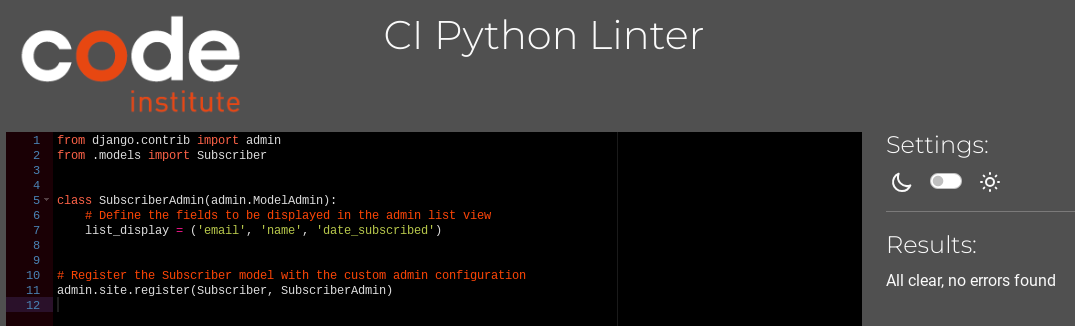 code
institute
CI Python Linter
1 from django.contrib import admin
2 from .models import Subscriber
3
4
5 class SubscriberAdmin(admin.ModelAdmin):
6     # Define the fields to be displayed in the admin list view
7     list_display = ('email', 'name', 'date_subscribed')
8
9
10 # Register the Subscriber model with the custom admin configuration
11 admin.site.register(Subscriber, SubscriberAdmin)
12
Settings:
Results:
All clear, no errors found